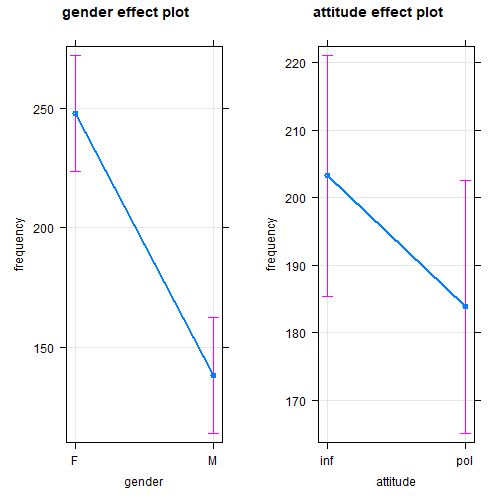 gender effect plot
frequency
250
200
150
F M
gender
attitude effect plot
frequency
220
210
200
190
180
170
inf pol
attitude